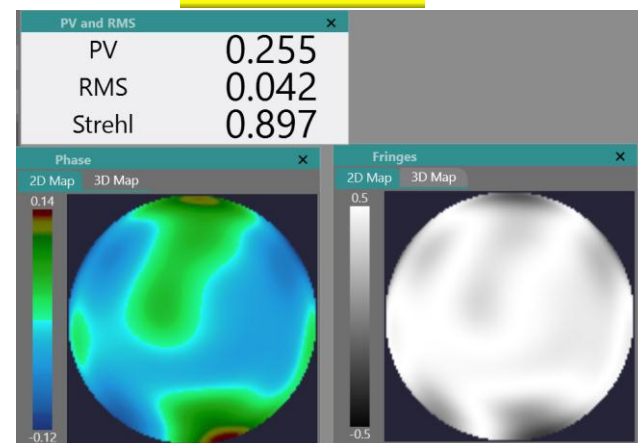 PV and RMS ×
PV 0.255
RMS 0.042
Strehl 0.897
Phase ×
2D Map 3D Map
0.14
-0.12
Fringes ×
2D Map 3D Map
0.5
-0.5